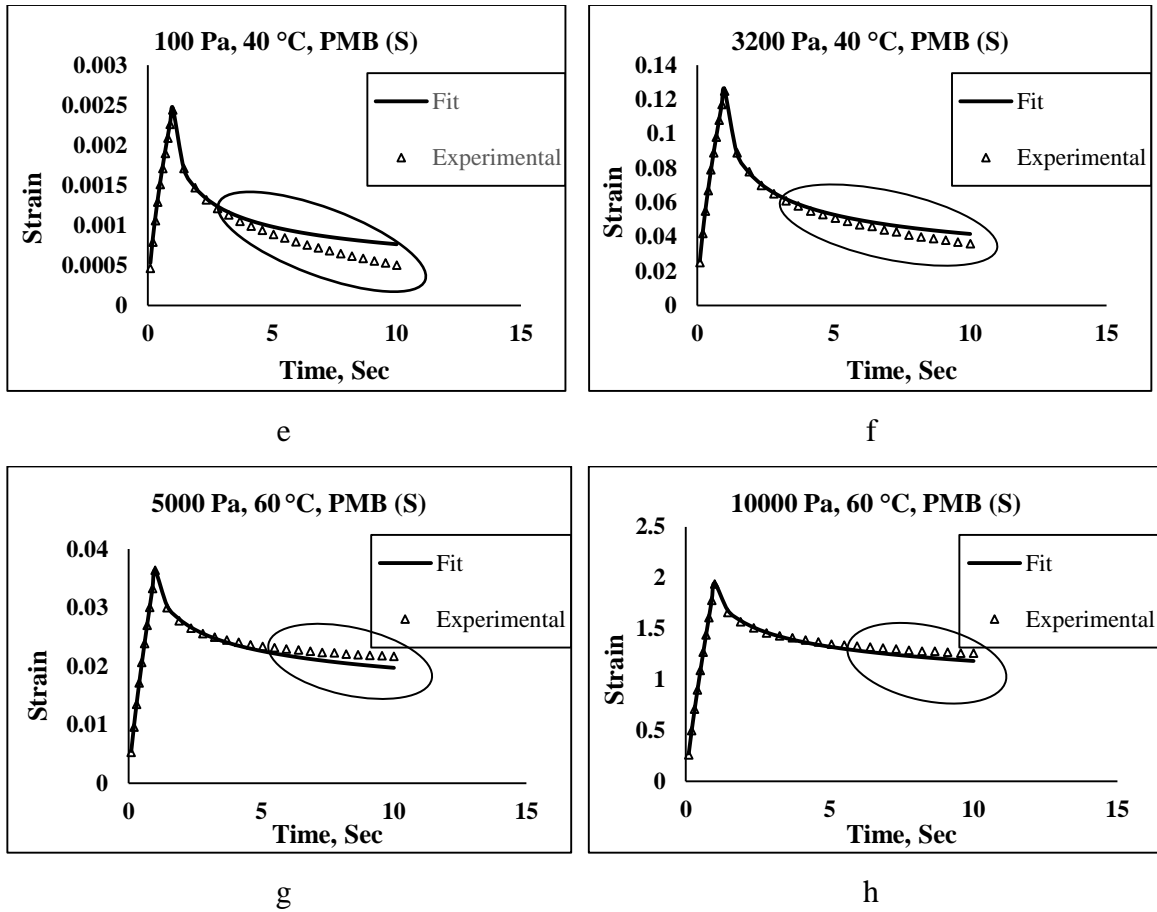 100 Pa, 40 °C, PMB (S)
0.003
0.0025
0.002
0.0015
0.001
0.0005
0
Strain
Fit
Experimental
0 5 10 15
Time, Sec
e
3200 Pa, 40 °C, PMB (S)
0.14
0.12
0.1
0.08
0.06
0.04
0.02
0
Strain
Fit
Experimental
0 5 10 15
Time, Sec
f
5000 Pa, 60 °C, PMB (S)
0.04
0.03
0.02
0.01
0
Strain
Fit
Experimental
0 5 10 15
Time, Sec
g
10000 Pa, 60 °C, PMB (S)
2.5
2
1.5
1
0.5
0
Strain
Fit
Experimental
0 5 10 15
Time, Sec
h